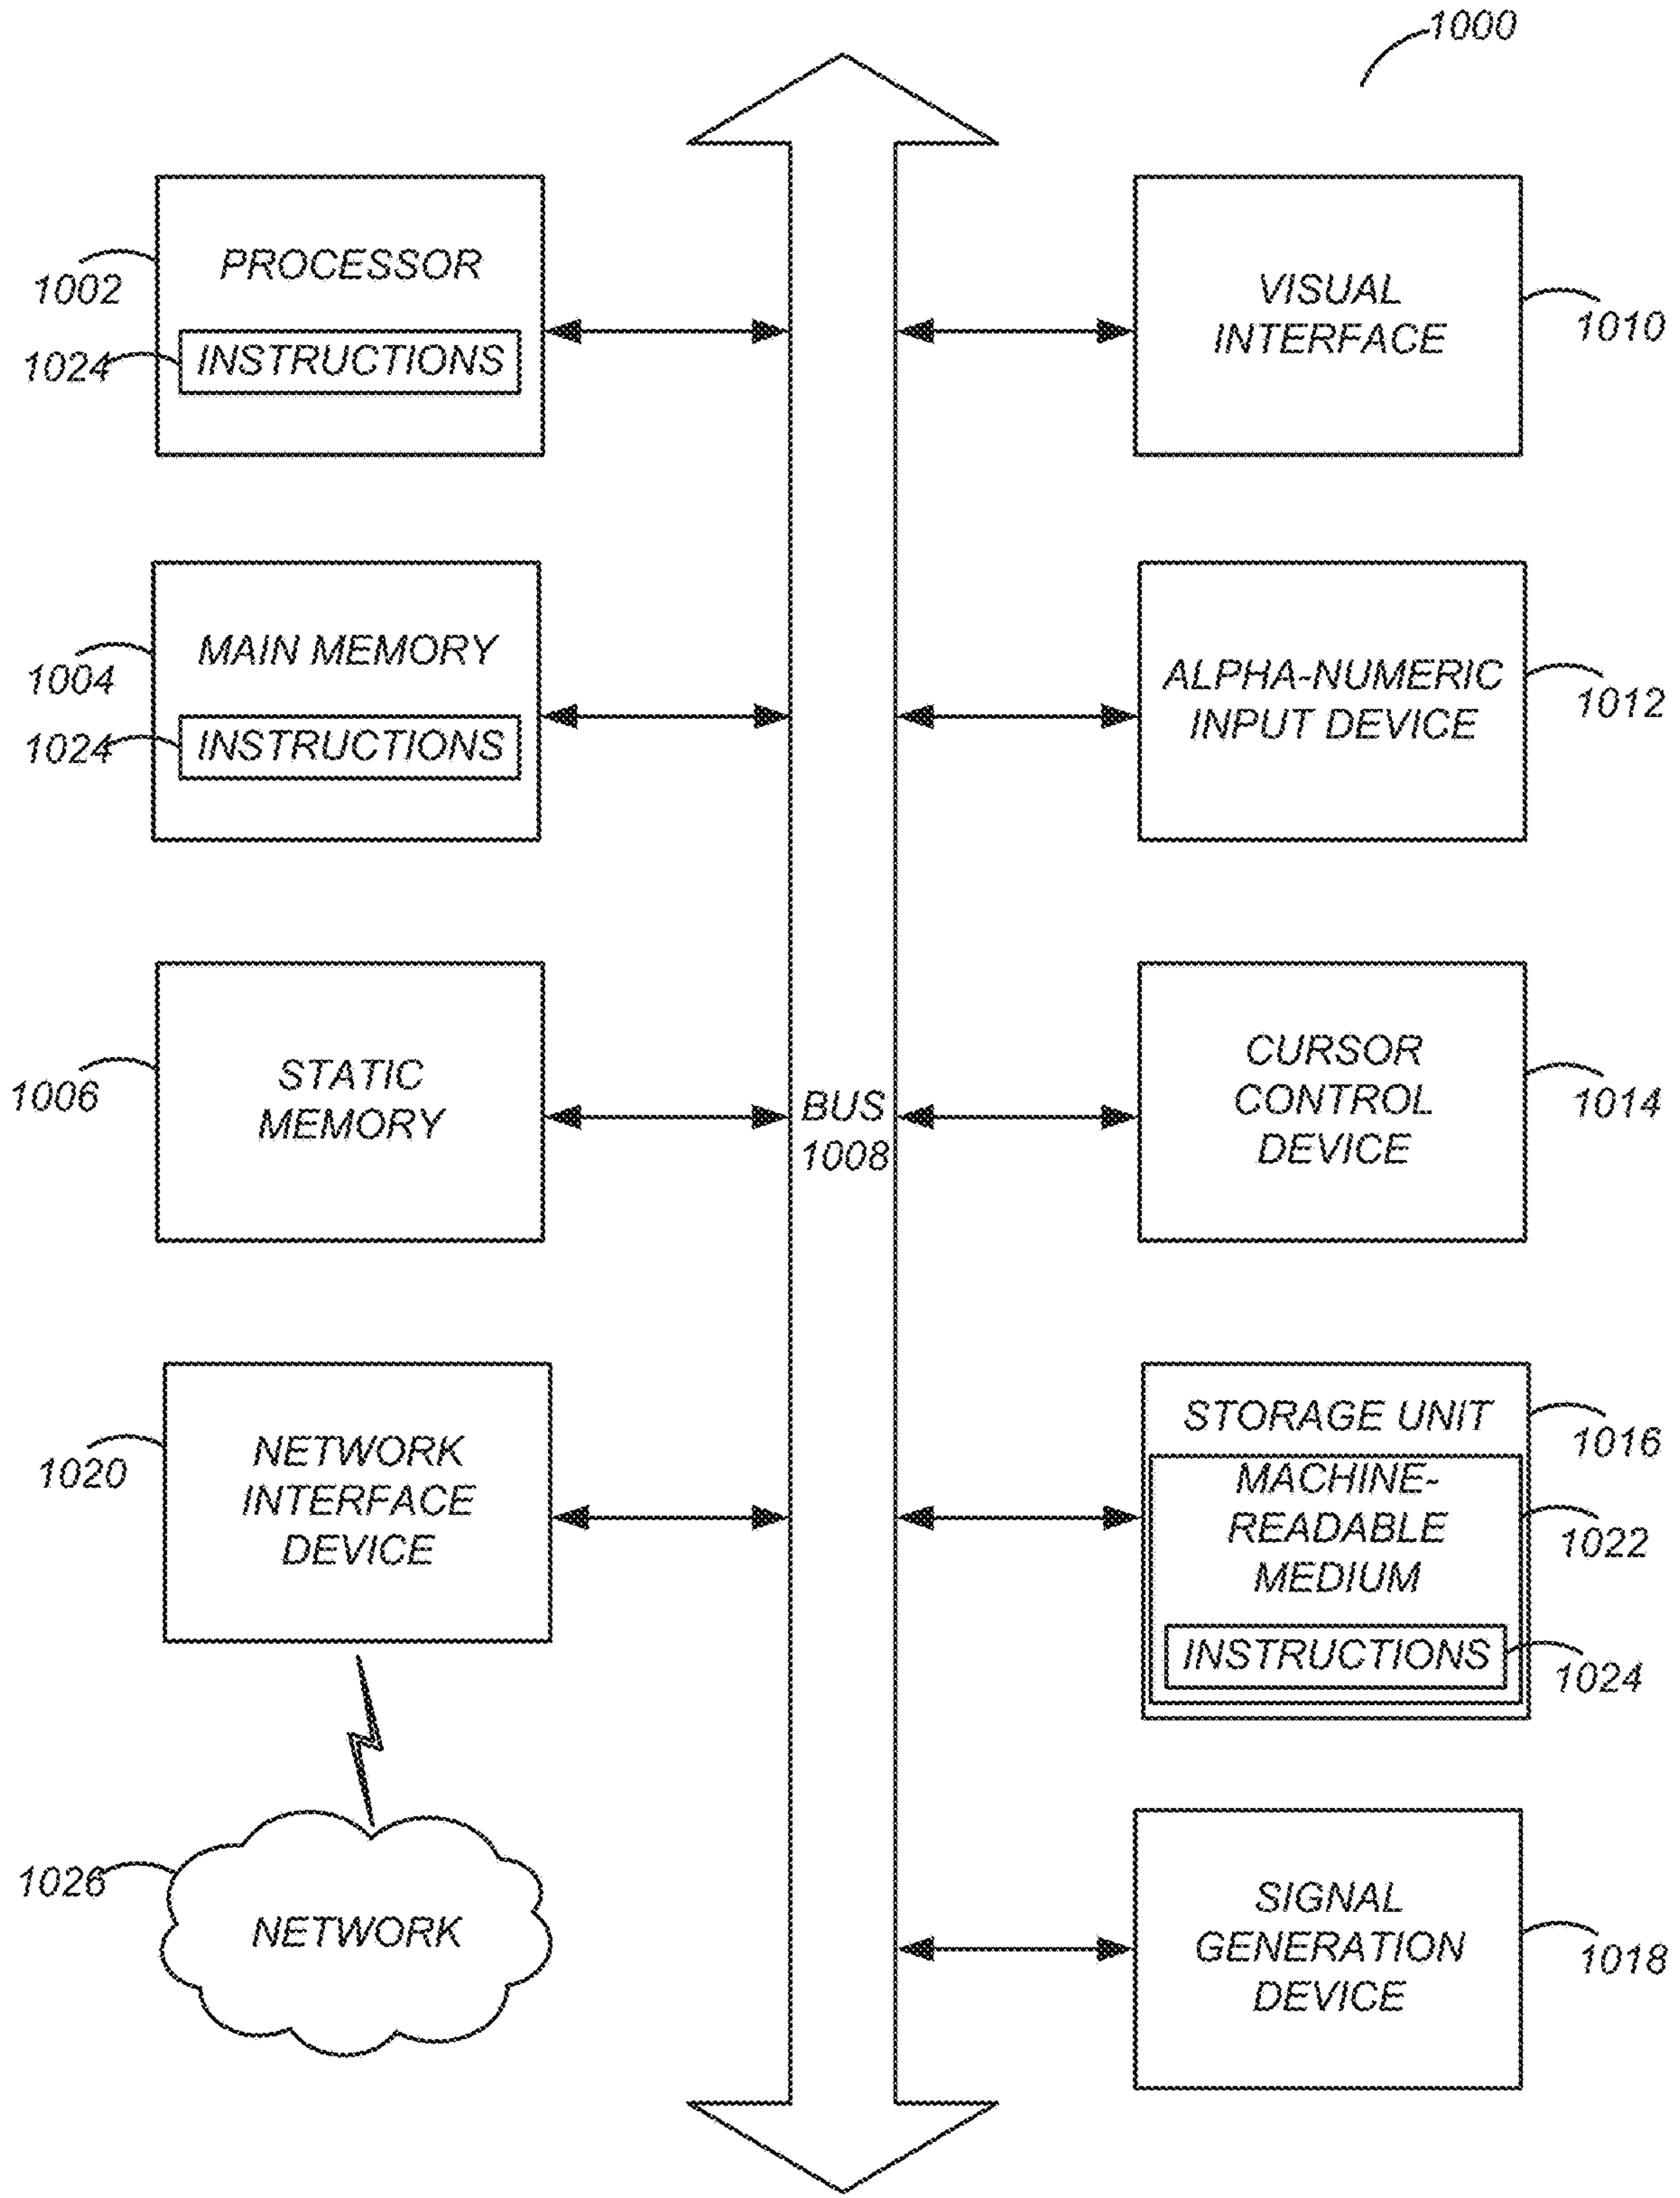 1000
PROCESSOR
1002
1024
INSTRUCTIONS
VISUAL
INTERFACE
1010
MAIN MEMORY
1004
1024
INSTRUCTIONS
ALPHA-NUMERIC
INPUT DEVICE
1012
STATIC
MEMORY
1006
BUS
1008
CURSOR
CONTROL
DEVICE
1014
NETWORK
INTERFACE
DEVICE
1020
STORAGE UNIT
1016
MACHINE-
READABLE
MEDIUM
1022
INSTRUCTIONS
1024
1026
NETWORK
SIGNAL
GENERATION
DEVICE
1018